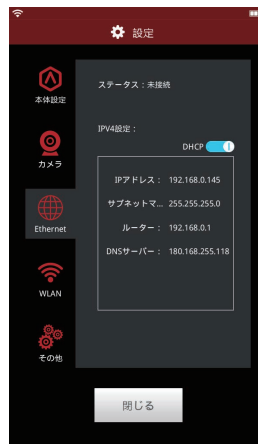 設定
本体設定
カメラ
Ethernet
WLAN
その他
ステータス：未接続
IPV4設定：
DHCP
IPアドレス： 192.168.0.145
サブネットマ... 255.255.255.0
ルーター： 192.168.0.1
DNSサーバー： 180.168.255.118
閉じる